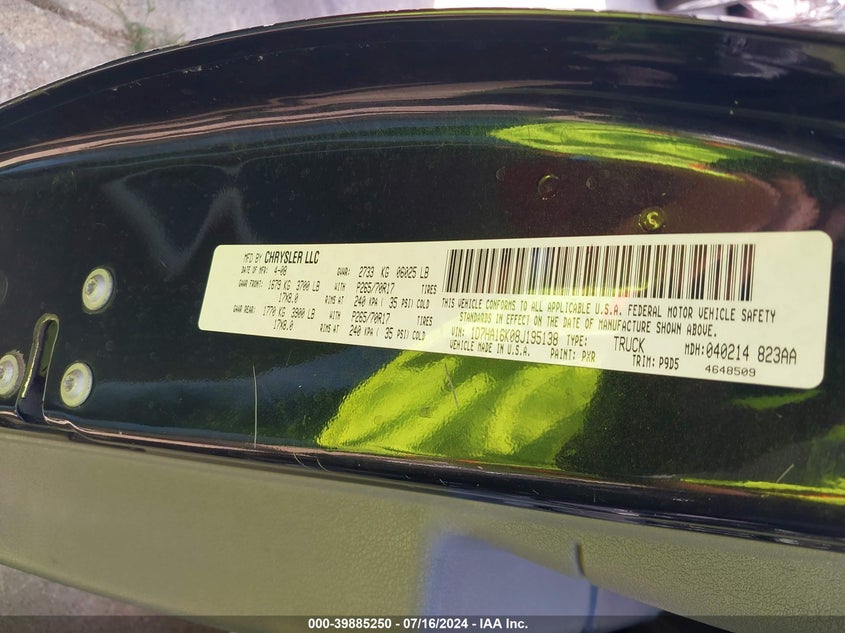 MFD BY CHRYSLER LLC
DATE OF MFR: 4-08 GVWR: 2733 KG 06025 LB
GAWR FRONT: 1679 KG 3700 LB WITH P265/70R17 TIRES
17X8.0 RIMS AT 240 KPA ( 35 PSI) COLD
GAWR REAR: 1770 KG 3900 LB WITH P265/70R17 TIRES
17X8.0 RIMS AT 240 KPA ( 35 PSI) COLD
THIS VEHICLE CONFORMS TO ALL APPLICABLE U.S.A. FEDERAL MOTOR VEHICLE SAFETY
STANDARDS IN EFFECT ON THE DATE OF MANUFACTURE SHOWN ABOVE.
VIN: 1D7HA16K08J195138 TYPE: TRUCK MDH:040214 823AA
VEHICLE MADE IN U.S.A. PAINT: PXR TRIM: P9D5 4648509
000-39885250 - 07/16/2024 - IAA Inc.